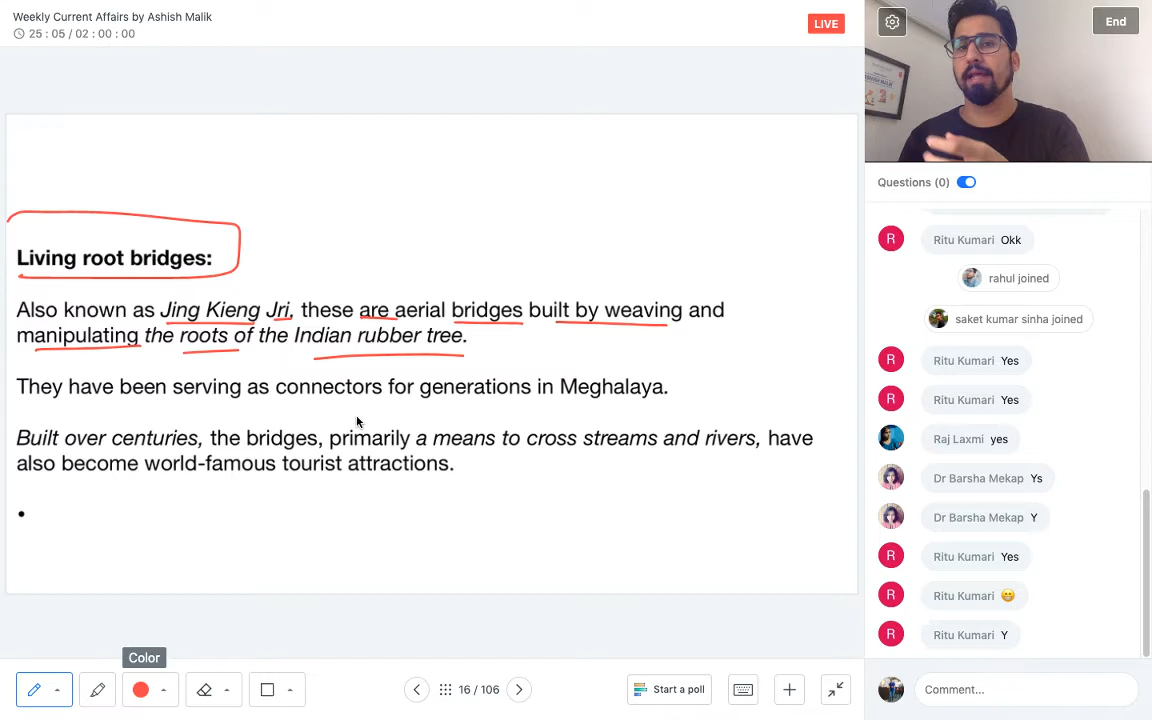 Weekly Current Affairs by Ashish Malik
25 : 05 / 02 : 00 : 00
LIVE
End
Living root bridges:
Also known as Jing Kieng Jri, these are aerial bridges built by weaving and
manipulating the roots of the Indian rubber tree.
They have been serving as connectors for generations in Meghalaya.
Built over centuries, the bridges, primarily a means to cross streams and rivers, have
also become world-famous tourist attractions.
•
Questions (0)
R Ritu Kumari Okk
rahul joined
saket kumar sinha joined
R Ritu Kumari Yes
R Ritu Kumari Yes
Raj Laxmi yes
Dr Barsha Mekap Ys
Dr Barsha Mekap Y
R Ritu Kumari Yes
R Ritu Kumari 😁
R Ritu Kumari Y
Color
16 / 106
Start a poll
Comment...